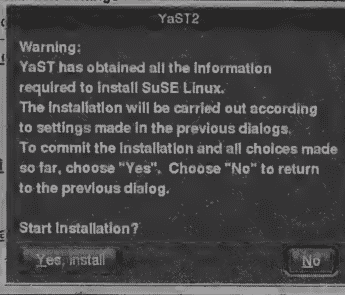 YaST2
Warning:
YaST has obtained all the information
required to install SuSE Linux.
The installation will be carried out according
to settings made in the previous dialogs.
To commit the installation and all choices made
so far, choose "Yes". Choose "No" to return
to the previous dialog.
Start installation?
Yes, install
No